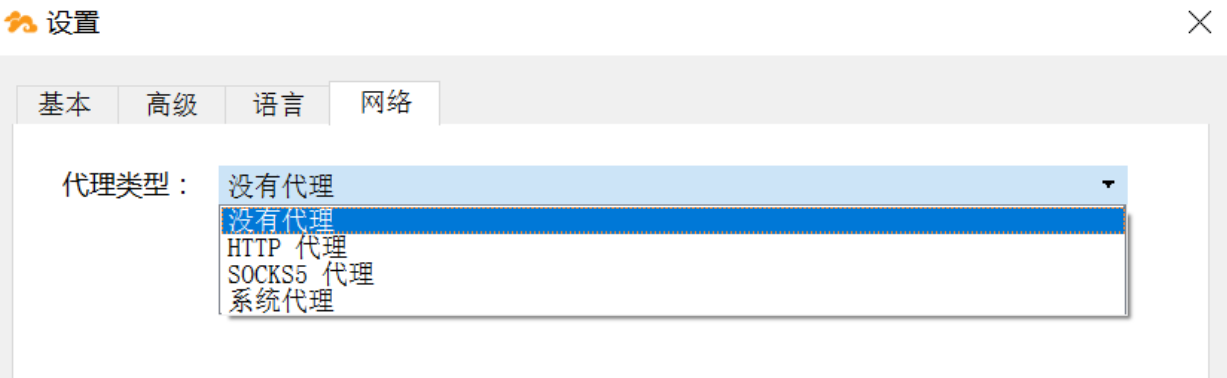 设置
基本 高级 语言 网络
代理类型： 没有代理
没有代理
HTTP 代理
SOCKS5 代理
系统代理